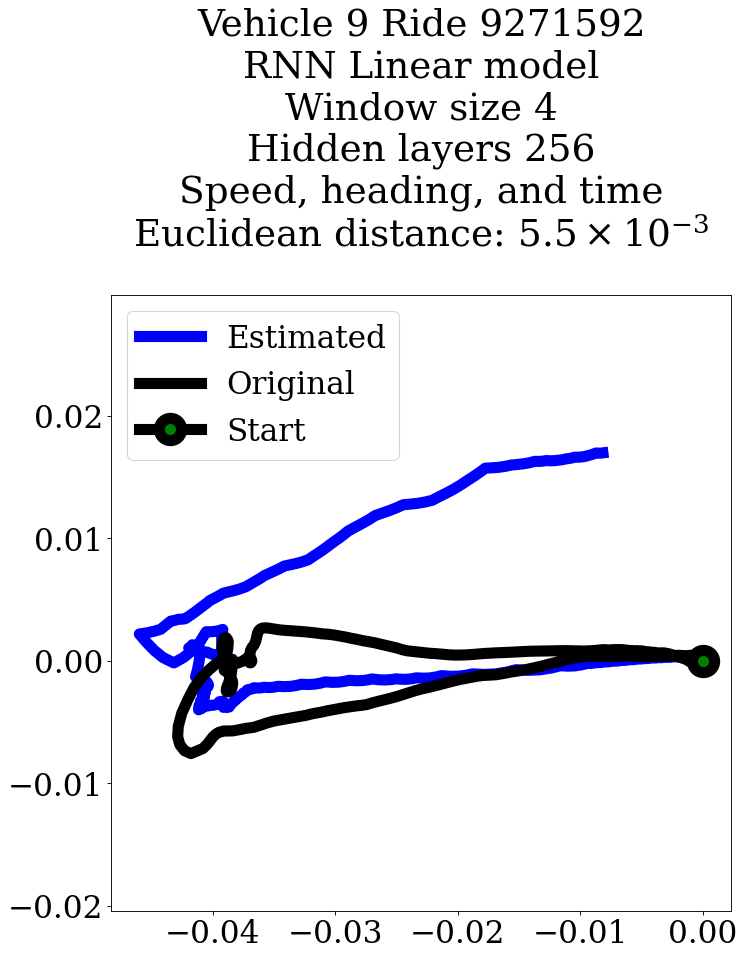 Vehicle 9 Ride 9271592
RNN Linear model
Window size 4
Hidden layers 256
Speed, heading, and time
Euclidean distance: 5.5 × 10⁻³
Estimated
Original
Start
0.02
0.01
0.00
−0.01
−0.02
−0.04 −0.03 −0.02 −0.01 0.00